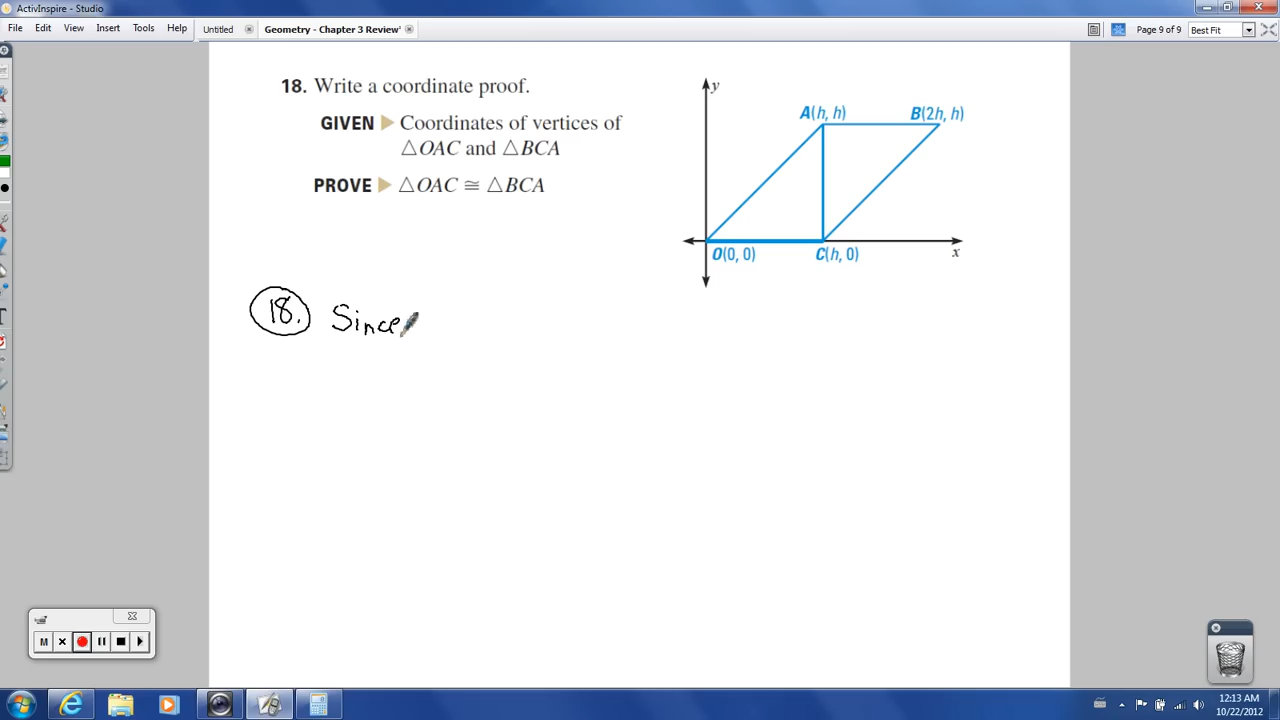 ActivInspire - Studio
File Edit View Insert Tools Help Untitled Geometry - Chapter 3 Review* Page 9 of 9 Best Fit
18. Write a coordinate proof.
GIVEN ▶ Coordinates of vertices of
△OAC and △BCA
PROVE ▶ △OAC ≅ △BCA
y
A(h, h) B(2h, h)
O(0, 0) C(h, 0) x
18. Since
M
12:13 AM
10/22/2012